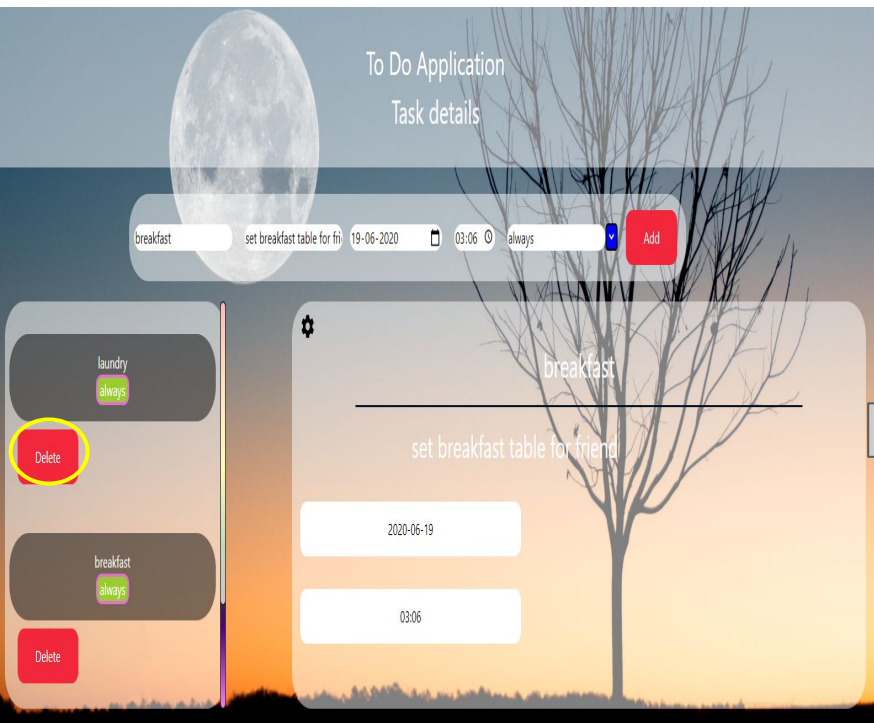 To Do Application
Task details
breakfast set breakfast table for fri 19-06-2020 03:06 always Add
laundry
always
Delete
breakfast
always
Delete
breakfast
set breakfast table for friend
2020-06-19
03:06